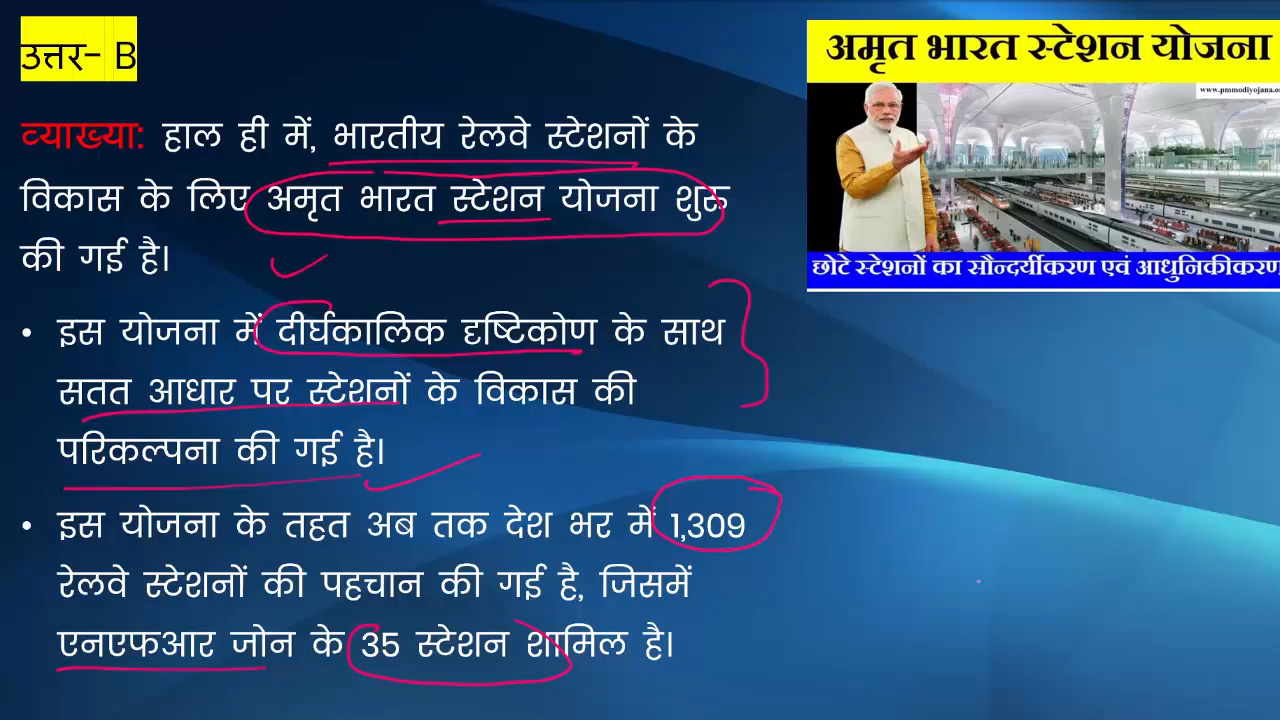 उत्तर- B
व्याख्या: हाल ही में, भारतीय रेलवे स्टेशनों के
विकास के लिए अमृत भारत स्टेशन योजना शुरू
की गई है।
• इस योजना में दीर्घकालिक दृष्टिकोण के साथ
सतत आधार पर स्टेशनों के विकास की
परिकल्पना की गई है।
• इस योजना के तहत अब तक देश भर में 1,309
रेलवे स्टेशनों की पहचान की गई है, जिसमें
एनएफआर जोन के 35 स्टेशन शामिल है।
अमृत भारत स्टेशन योजना
www.pmmodiyojana.o
छोटे स्टेशनों का सौन्दर्यीकरण एवं आधुनिकीकरण